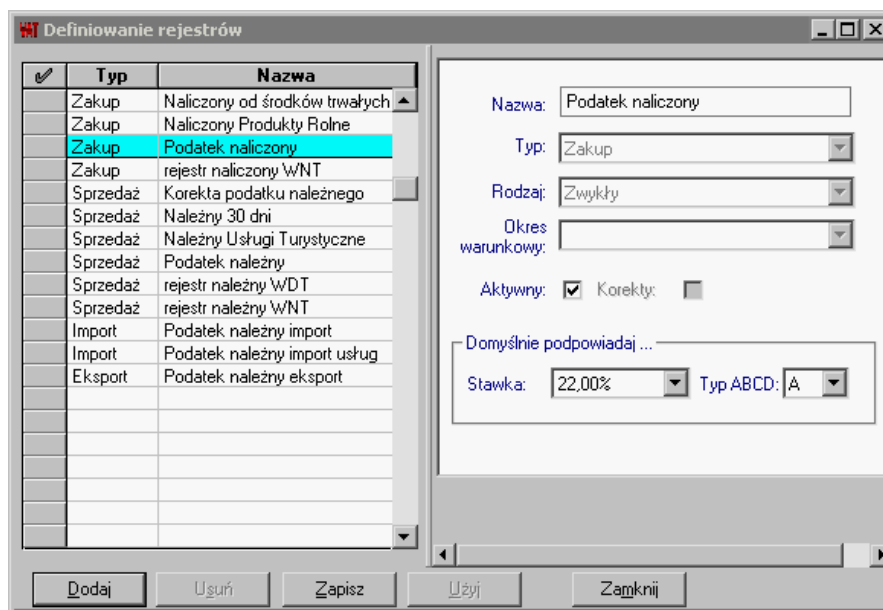 VAT Definiowanie rejestrów
Typ Nazwa
Zakup Naliczony od środków trwałych
Zakup Naliczony Produkty Rolne
Zakup Podatek naliczony
Zakup rejestr naliczony WNT
Sprzedaż Korekta podatku należnego
Sprzedaż Należny 30 dni
Sprzedaż Należny Usługi Turystyczne
Sprzedaż Podatek należny
Sprzedaż rejestr należny WDT
Sprzedaż rejestr należny WNT
Import Podatek należny import
Import Podatek należny import usług
Eksport Podatek należny eksport
Nazwa: Podatek naliczony
Typ: Zakup
Rodzaj: Zwykły
Okres
warunkowy:
Aktywny: Korekty:
Domyślnie podpowiadaj ...
Stawka: 22,00% Typ ABCD: A
Dodaj Usuń Zapisz Użyj Zamknij